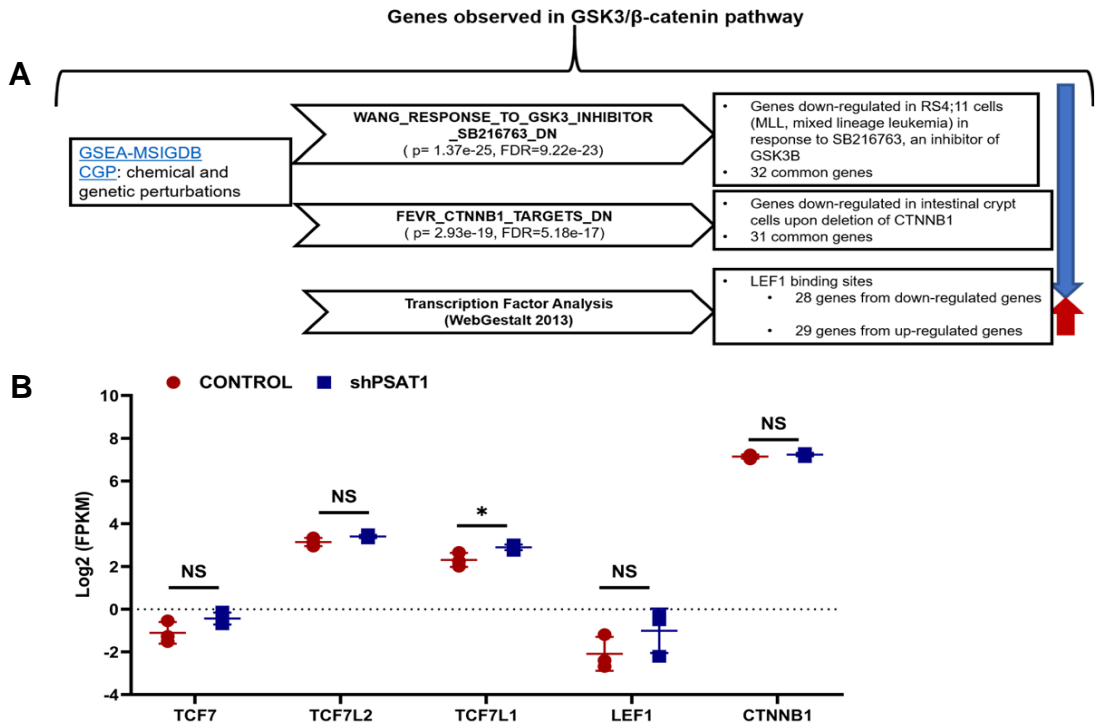 Genes observed in GSK3/β-catenin pathway
A
GSEA-MSIGDB
CGP: chemical and
genetic perturbations
WANG_RESPONSE_TO_GSK3_INHIBITOR
_SB216763_DN
( p= 1.37e-25, FDR=9.22e-23)
• Genes down-regulated in RS4;11 cells
(MLL, mixed lineage leukemia) in
response to SB216763, an inhibitor of
GSK3B
• 32 common genes
FEVR_CTNNB1_TARGETS_DN
( p= 2.93e-19, FDR=5.18e-17)
• Genes down-regulated in intestinal crypt
cells upon deletion of CTNNB1
• 31 common genes
Transcription Factor Analysis
(WebGestalt 2013)
• LEF1 binding sites
• 28 genes from down-regulated genes
• 29 genes from up-regulated genes
B
CONTROL shPSAT1
Log2 (FPKM)
10
8
6
4
2
0
-2
-4
NS
NS
*
NS
NS
TCF7 TCF7L2 TCF7L1 LEF1 CTNNB1